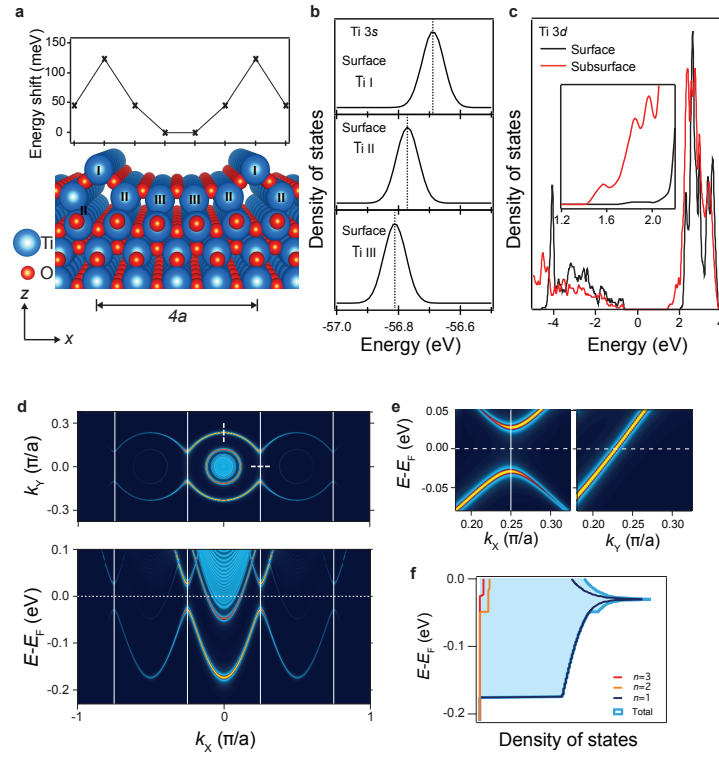 a
Energy shift (meV)
150
100
50
0
I
I
II
III
III
II
II
II
Ti
O
z
x
4a
b
Density of states
Ti 3s
Surface
Ti I
Surface
Ti II
Surface
Ti III
-57.0
-56.8
-56.6
Energy (eV)
c
Density of states
Ti 3d
Surface
Subsurface
1.2
1.6
2.0
-4
-2
0
2
4
Energy (eV)
d
kY (π/a)
0.3
0.0
-0.3
E-EF (eV)
0.1
0.0
-0.1
-0.2
-1
0
1
kX (π/a)
e
E-EF (eV)
0.05
0.00
-0.05
0.20
0.25
0.30
0.20
0.25
0.30
kX (π/a)
kY (π/a)
f
E-EF (eV)
0.0
-0.1
-0.2
n=3
n=2
n=1
Total
Density of states